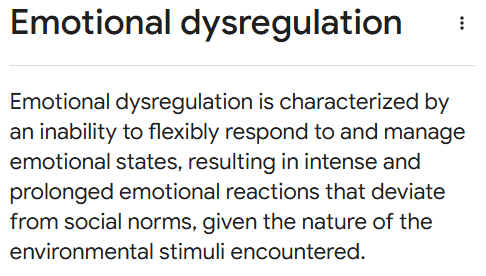 Emotional dysregulation
Emotional dysregulation is characterized by
an inability to flexibly respond to and manage
emotional states, resulting in intense and
prolonged emotional reactions that deviate
from social norms, given the nature of the
environmental stimuli encountered.